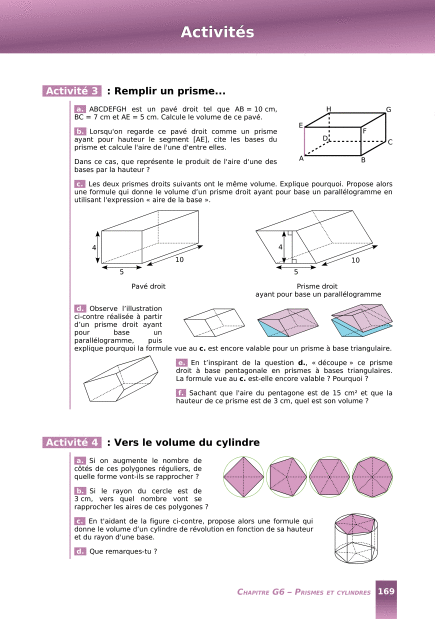 Activités
Activité 3 : Remplir un prisme...
a. ABCDEFGH est un pavé droit tel que AB = 10 cm,
BC = 7 cm et AE = 5 cm. Calcule le volume de ce pavé.
b. Lorsqu'on regarde ce pavé droit comme un prisme
ayant pour hauteur le segment [AE], cite les bases du
prisme et calcule l'aire de l'une d'entre elles.
Dans ce cas, que représente le produit de l'aire d'une des
bases par la hauteur ?
H
G
E
F
D
C
A
B
c. Les deux prismes droits suivants ont le même volume. Explique pourquoi. Propose alors
une formule qui donne le volume d'un prisme droit ayant pour base un parallélogramme en
utilisant l'expression « aire de la base ».
4
10
5
4
10
5
Pavé droit
Prisme droit
ayant pour base un parallélogramme
d. Observe l'illustration
ci-contre réalisée à partir
d'un prisme droit ayant
pour base un
parallélogramme, puis
explique pourquoi la formule vue au c. est encore valable pour un prisme à base triangulaire.
e. En t'inspirant de la question d., « découpe » ce prisme
droit à base pentagonale en prismes à bases triangulaires.
La formule vue au c. est-elle encore valable ? Pourquoi ?
f. Sachant que l'aire du pentagone est de 15 cm² et que la
hauteur de ce prisme est de 3 cm, quel est son volume ?
Activité 4 : Vers le volume du cylindre
a. Si on augmente le nombre de
côtés de ces polygones réguliers, de
quelle forme vont-ils se rapprocher ?
b. Si le rayon du cercle est de
3 cm, vers quel nombre vont se
rapprocher les aires de ces polygones ?
c. En t'aidant de la figure ci-contre, propose alors une formule qui
donne le volume d'un cylindre de révolution en fonction de sa hauteur
et du rayon d'une base.
d. Que remarques-tu ?
Chapitre G6 – Prismes et cylindres 169